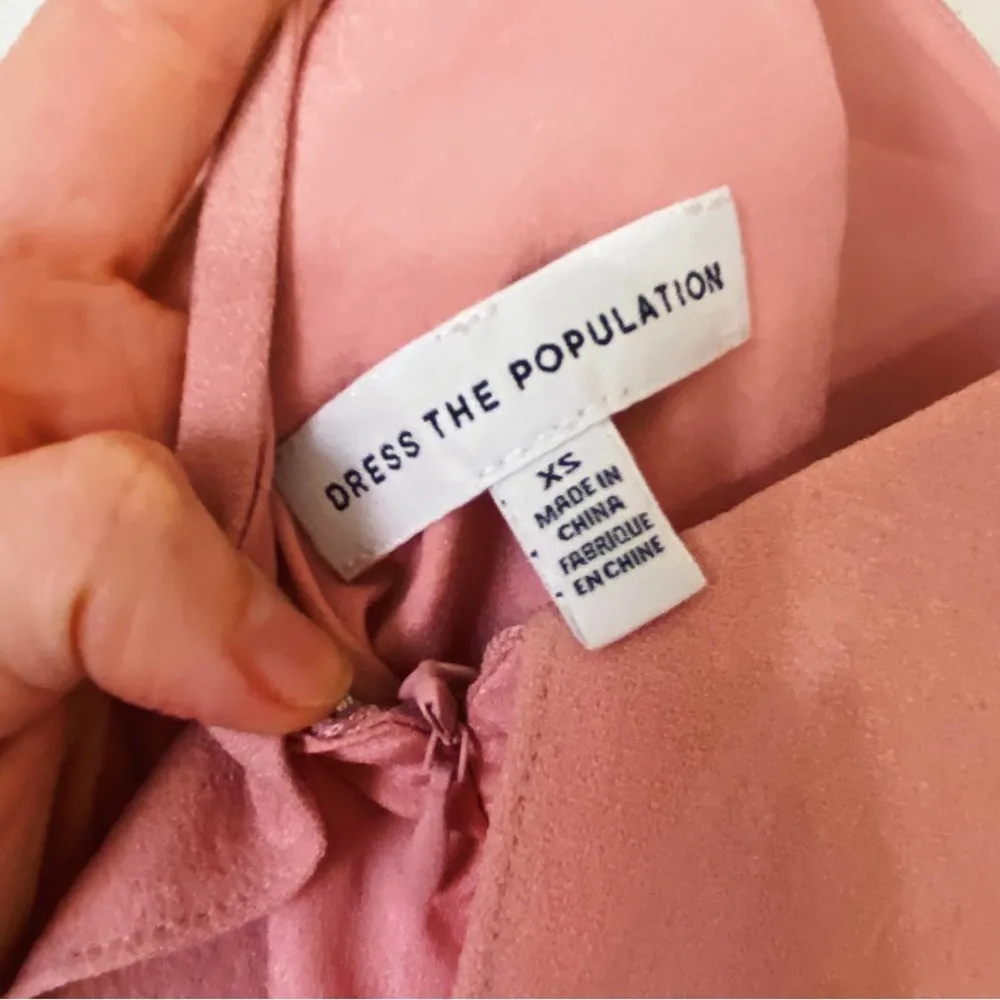 DRESS THE POPULATION
XS
MADE IN
CHINA
FABRIQUE
EN CHINE